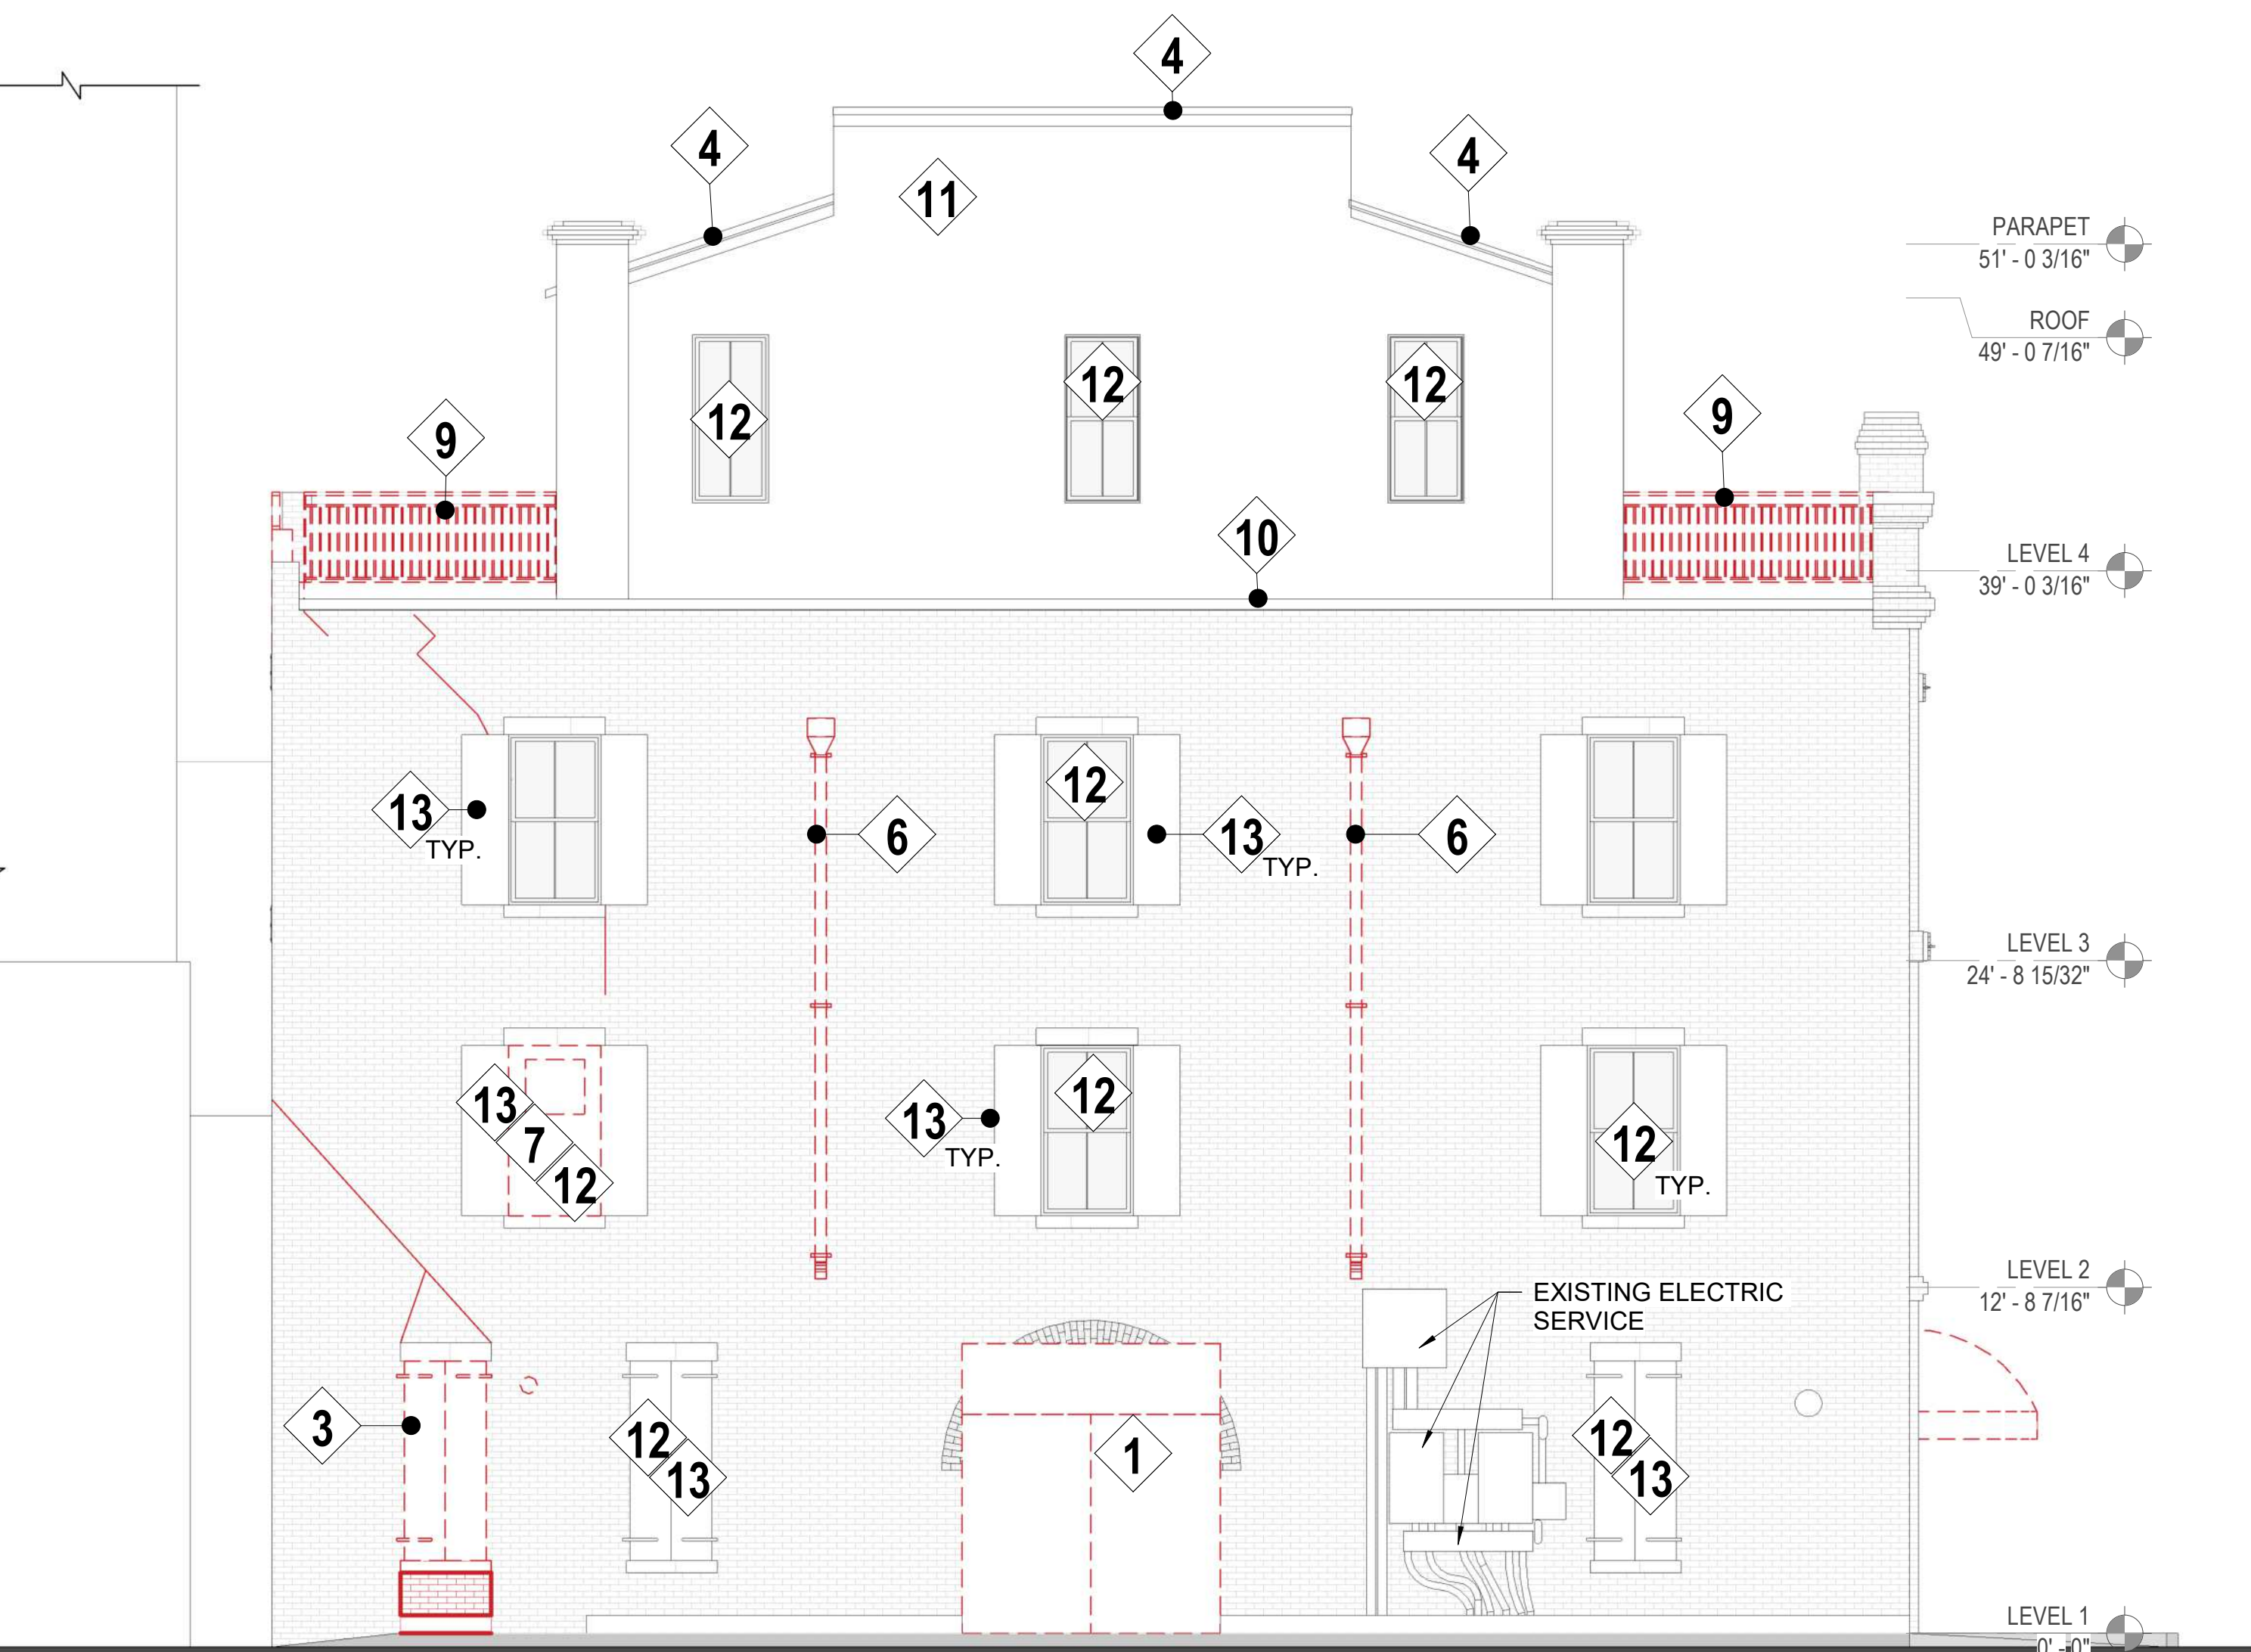 4
4
4
11
PARAPET
51' - 0 3/16"
ROOF
49' - 0 7/16"
12
12
12
9
9
10
LEVEL 4
39' - 0 3/16"
12
13
TYP.
6
13
TYP.
6
LEVEL 3
24' - 8 15/32"
13
7
12
13
TYP.
12
12
TYP.
LEVEL 2
12' - 8 7/16"
EXISTING ELECTRIC
SERVICE
3
12
13
1
12
13
LEVEL 1
0' - 0"